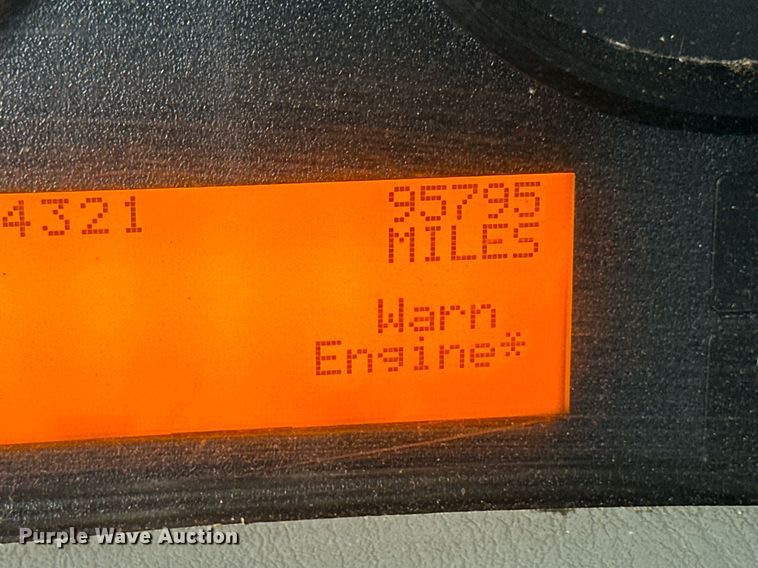 4321
95795
MILES
Warn
Engine*
Purple Wave Auction